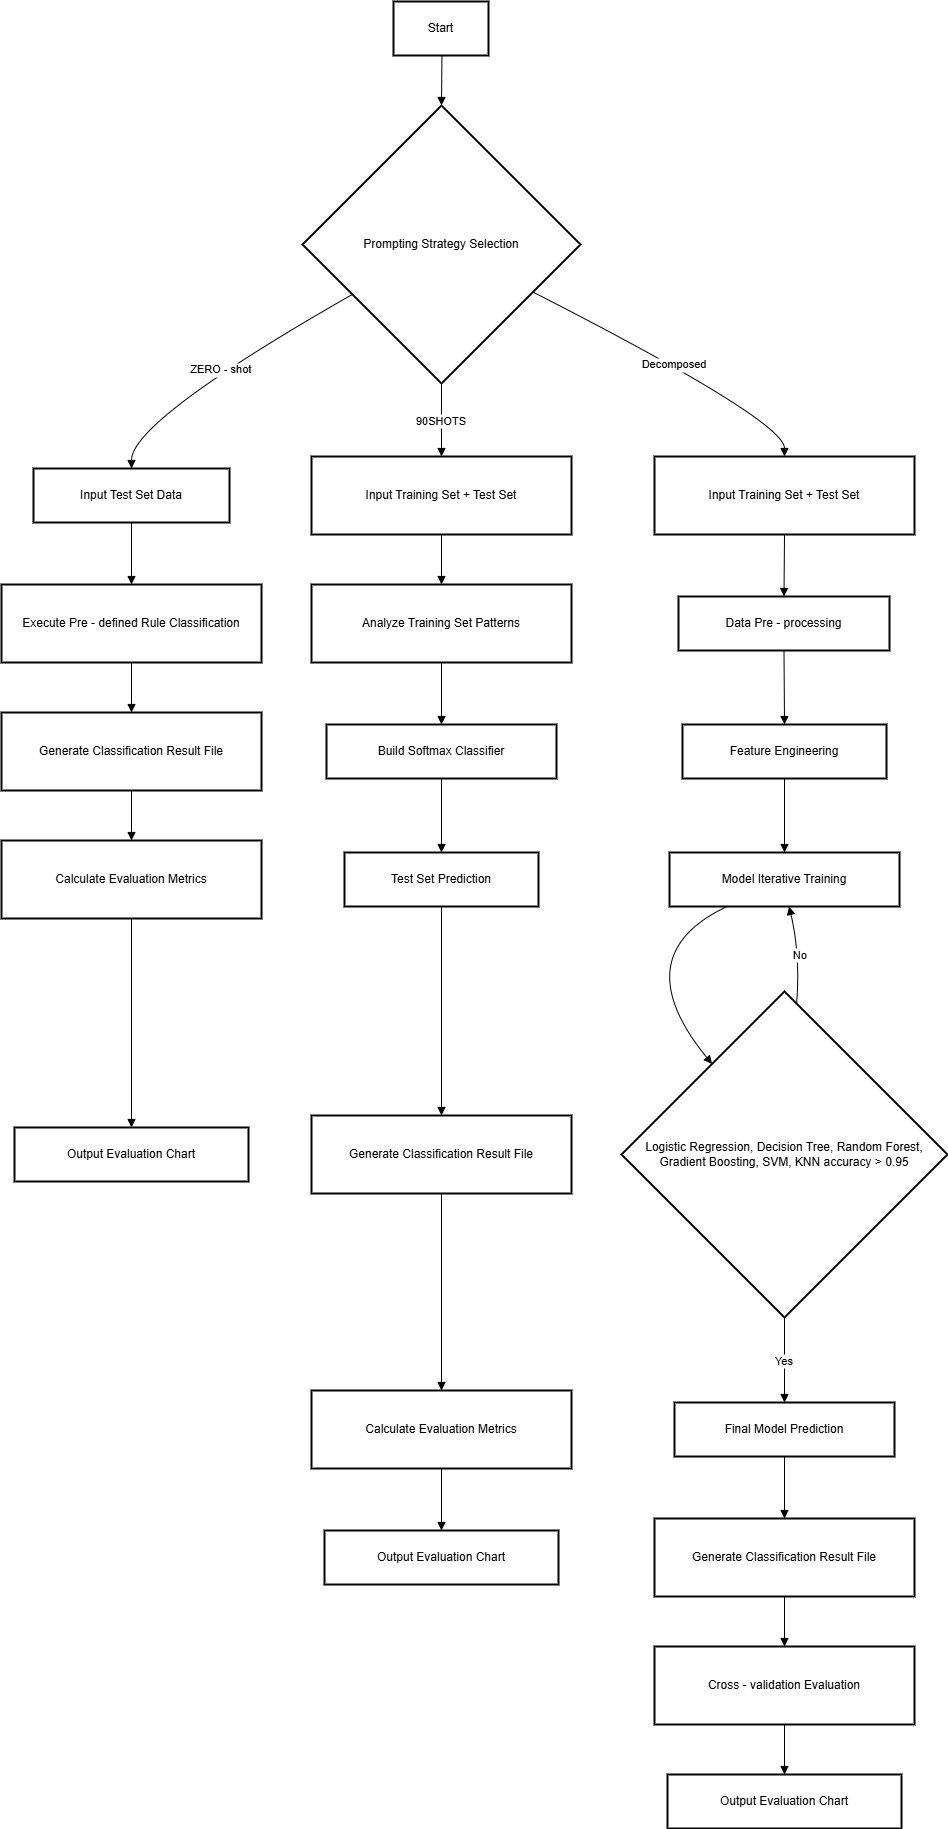 Start
Prompting Strategy Selection
ZERO - shot
90SHOTS
Decomposed
Input Test Set Data
Execute Pre - defined Rule Classification
Generate Classification Result File
Calculate Evaluation Metrics
Output Evaluation Chart
Input Training Set + Test Set
Analyze Training Set Patterns
Build Softmax Classifier
Test Set Prediction
Generate Classification Result File
Calculate Evaluation Metrics
Output Evaluation Chart
Input Training Set + Test Set
Data Pre - processing
Feature Engineering
Model Iterative Training
No
Logistic Regression, Decision Tree, Random Forest,
Gradient Boosting, SVM, KNN accuracy > 0.95
Yes
Final Model Prediction
Generate Classification Result File
Cross - validation Evaluation
Output Evaluation Chart